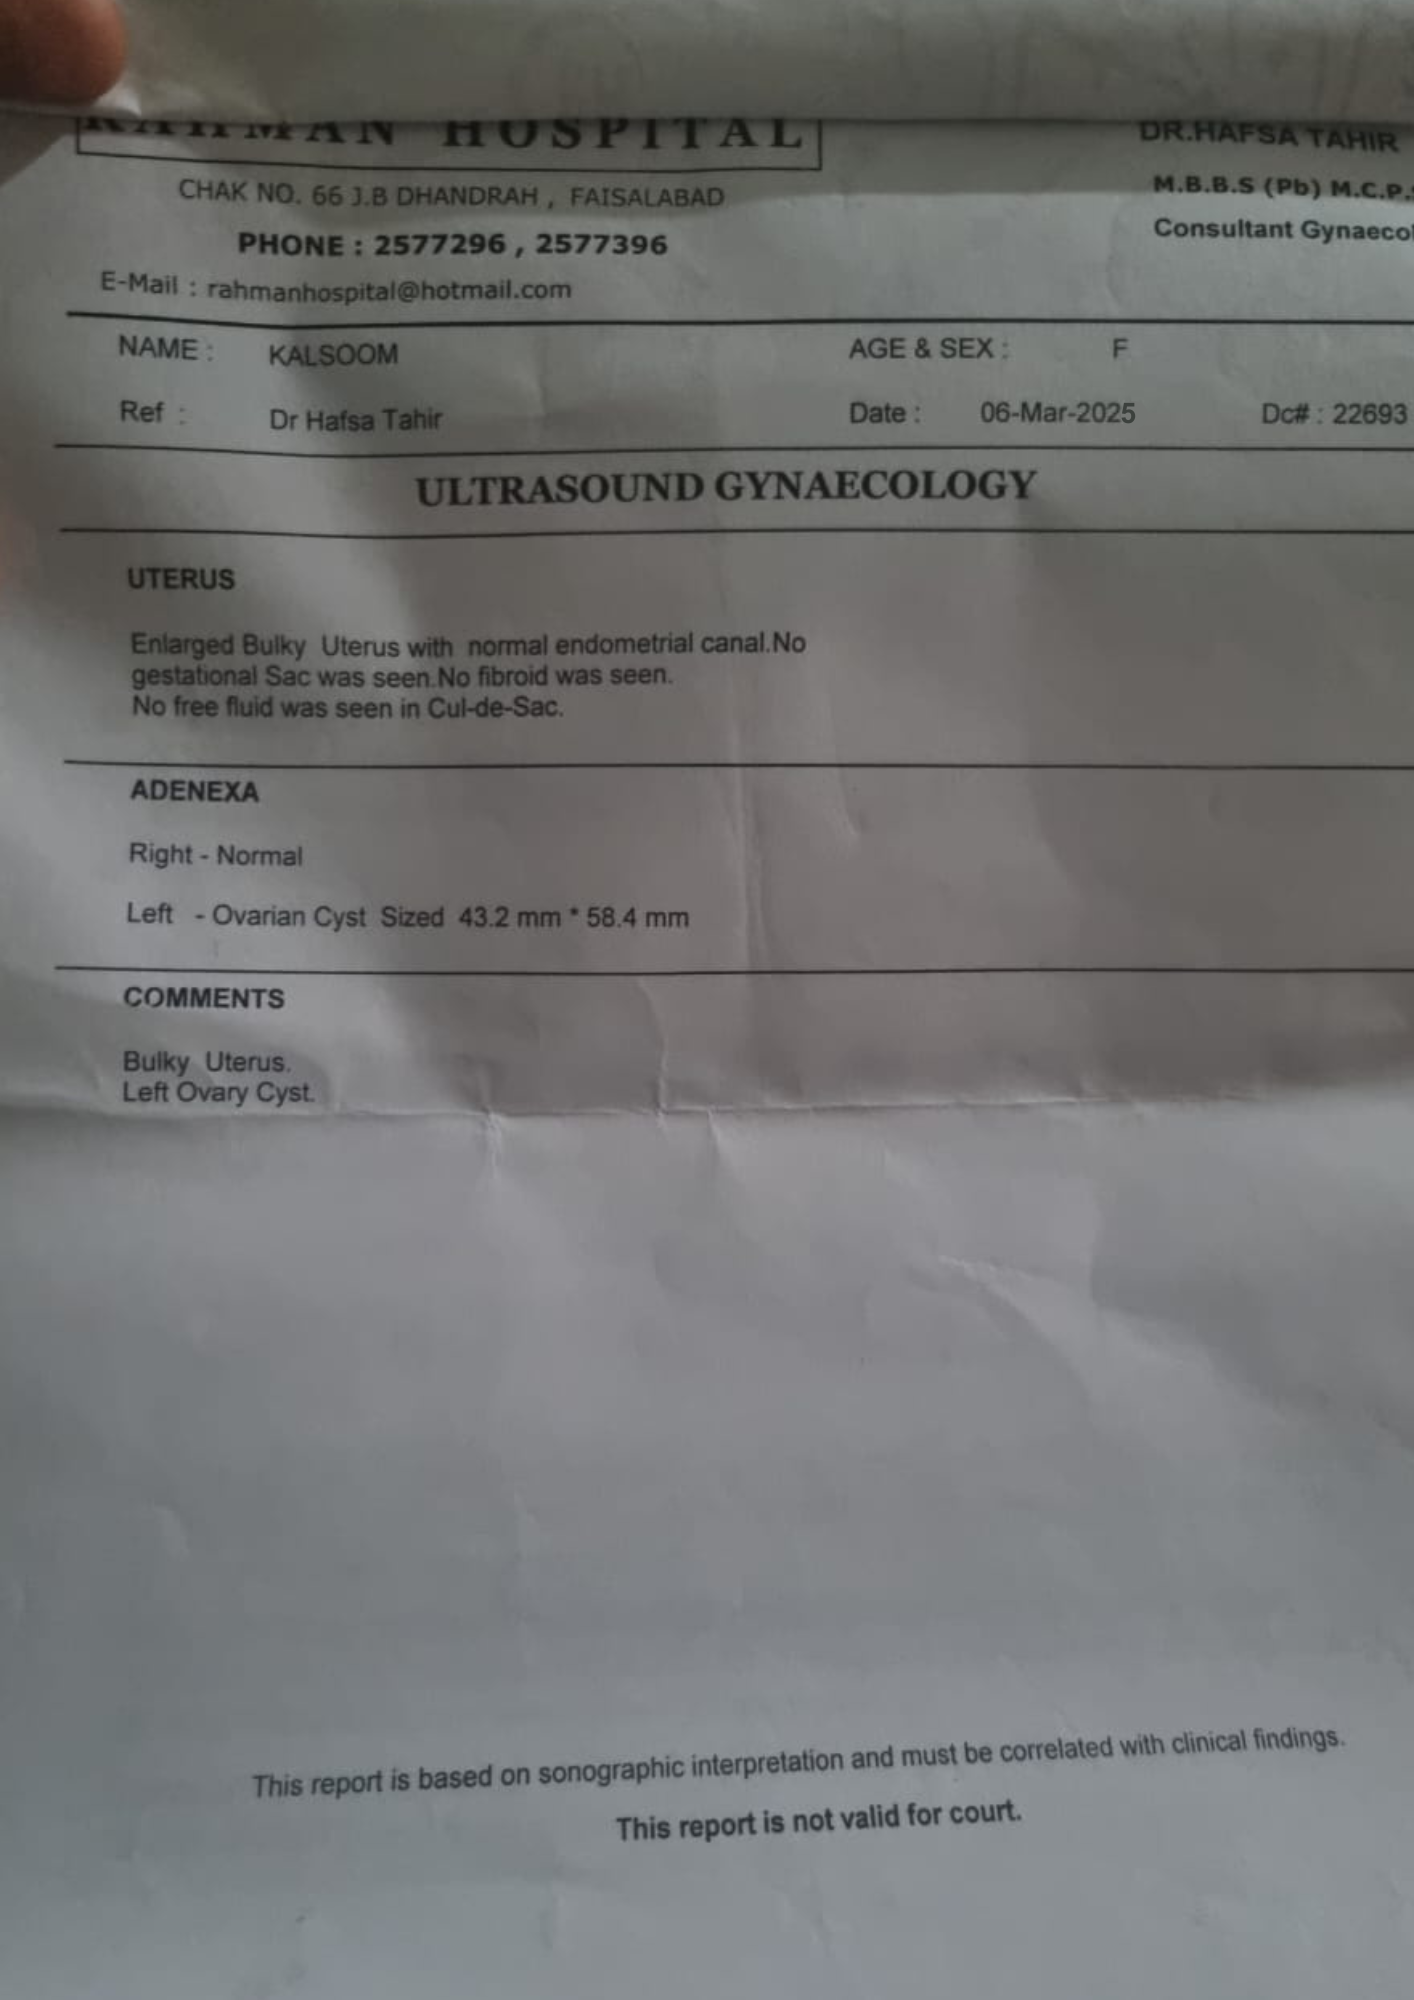 RAHMAN HOSPITAL
DR.HAFSA TAHIR
CHAK NO. 66 J.B DHANDRAH , FAISALABAD
M.B.B.S (Pb) M.C.P.
PHONE : 2577296 , 2577396
Consultant Gynaecol
E-Mail : rahmanhospital@hotmail.com
NAME : KALSOOM AGE & SEX : F
Ref : Dr Hafsa Tahir Date : 06-Mar-2025 Dc# : 22693
ULTRASOUND GYNAECOLOGY
UTERUS
Enlarged Bulky Uterus with normal endometrial canal.No
gestational Sac was seen.No fibroid was seen.
No free fluid was seen in Cul-de-Sac.
ADENEXA
Right - Normal
Left - Ovarian Cyst Sized 43.2 mm * 58.4 mm
COMMENTS
Bulky Uterus.
Left Ovary Cyst.
This report is based on sonographic interpretation and must be correlated with clinical findings.
This report is not valid for court.